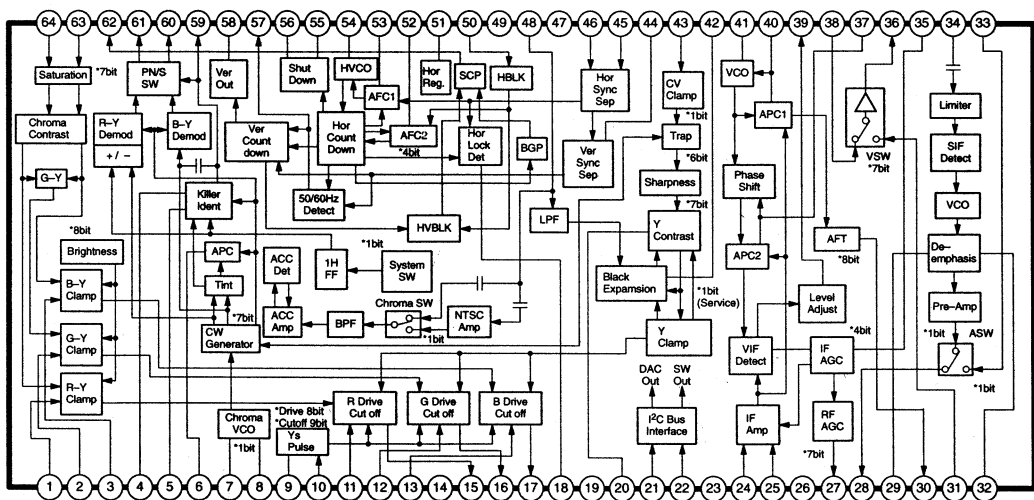 64 63 62 61 60 59 58 57 56 55 54 53 52 51 50 49 48 47 46 45 44 43 42 41 40 39 38 37 36 35 34 33
Saturation
*7bit
PN/S
SW
Ver
Out
Shut
Down
HVCO
AFC1
Hor
Reg.
SCP
HBLK
Hor
Sync
Sep
CV
Clamp
*1bit
VCO
APC1
VSW
*7bit
Limiter
Chroma
Contrast
R–Y
Demod
+ / −
B–Y
Demod
Ver
Count
down
Hor
Count
Down
AFC2
*4bit
Hor
Lock
Det
BGP
Ver
Sync
Sep
Trap
*6bit
Sharpness
*7bit
Phase
Shift
SIF
Detect
VCO
G–Y
Killer
Ident
50/60Hz
Detect
HVBLK
LPF
Y
Contrast
APC2
AFT
*8bit
De–
emphasis
*8bit
Brightness
APC
Tint
*7bit
ACC
Det
1H
FF
*1bit
System
SW
Black
Expansion
*1bit
(Service)
Level
Adjust
Pre–Amp
B–Y
Clamp
ACC
Amp
BPF
Chroma SW
*1bit
NTSC
Amp
Y
Clamp
G–Y
Clamp
CW
Generator
VIF
Detect
*4bit
IF
AGC
*1bit
ASW
*1bit
R–Y
Clamp
DAC
Out
SW
Out
Chroma
VCO
*1bit
*Drive 8bit
*Cutoff 9bit
Ys
Pulse
R Drive
Cut off
G Drive
Cut off
B Drive
Cut off
I²C Bus
Interface
IF
Amp
RF
AGC
*7bit
1 2 3 4 5 6 7 8 9 10 11 12 13 14 15 16 17 18 19 20 21 22 23 24 25 26 27 28 29 30 31 32